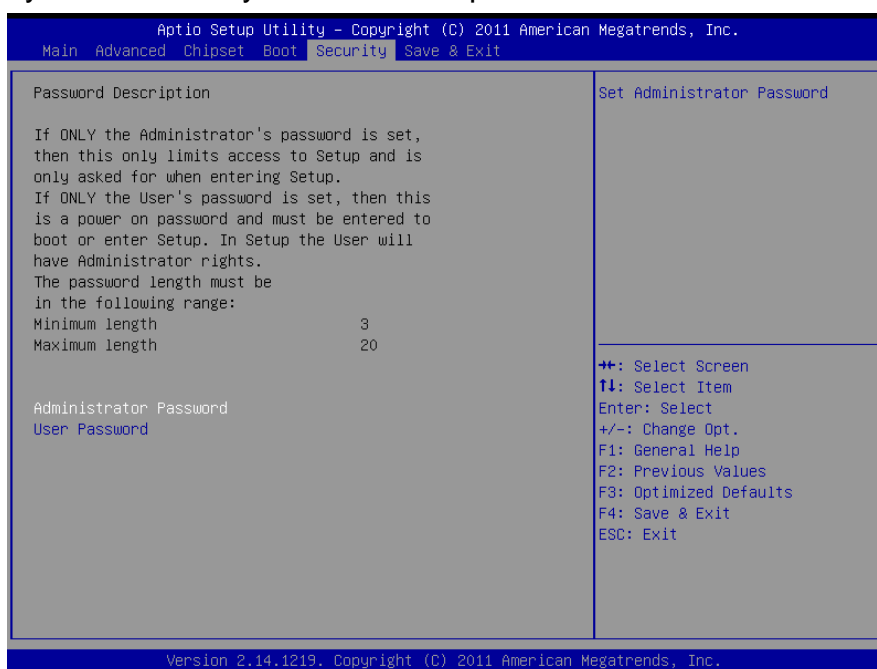 Aptio Setup Utility – Copyright (C) 2011 American Megatrends, Inc.
Main Advanced Chipset Boot Security Save & Exit
Password Description
If ONLY the Administrator's password is set,
then this only limits access to Setup and is
only asked for when entering Setup.
If ONLY the User's password is set, then this
is a power on password and must be entered to
boot or enter Setup. In Setup the User will
have Administrator rights.
The password length must be
in the following range:
Minimum length 3
Maximum length 20
Administrator Password
User Password
Set Administrator Password
→←: Select Screen
↑↓: Select Item
Enter: Select
+/-: Change Opt.
F1: General Help
F2: Previous Values
F3: Optimized Defaults
F4: Save & Exit
ESC: Exit
Version 2.14.1219. Copyright (C) 2011 American Megatrends, Inc.